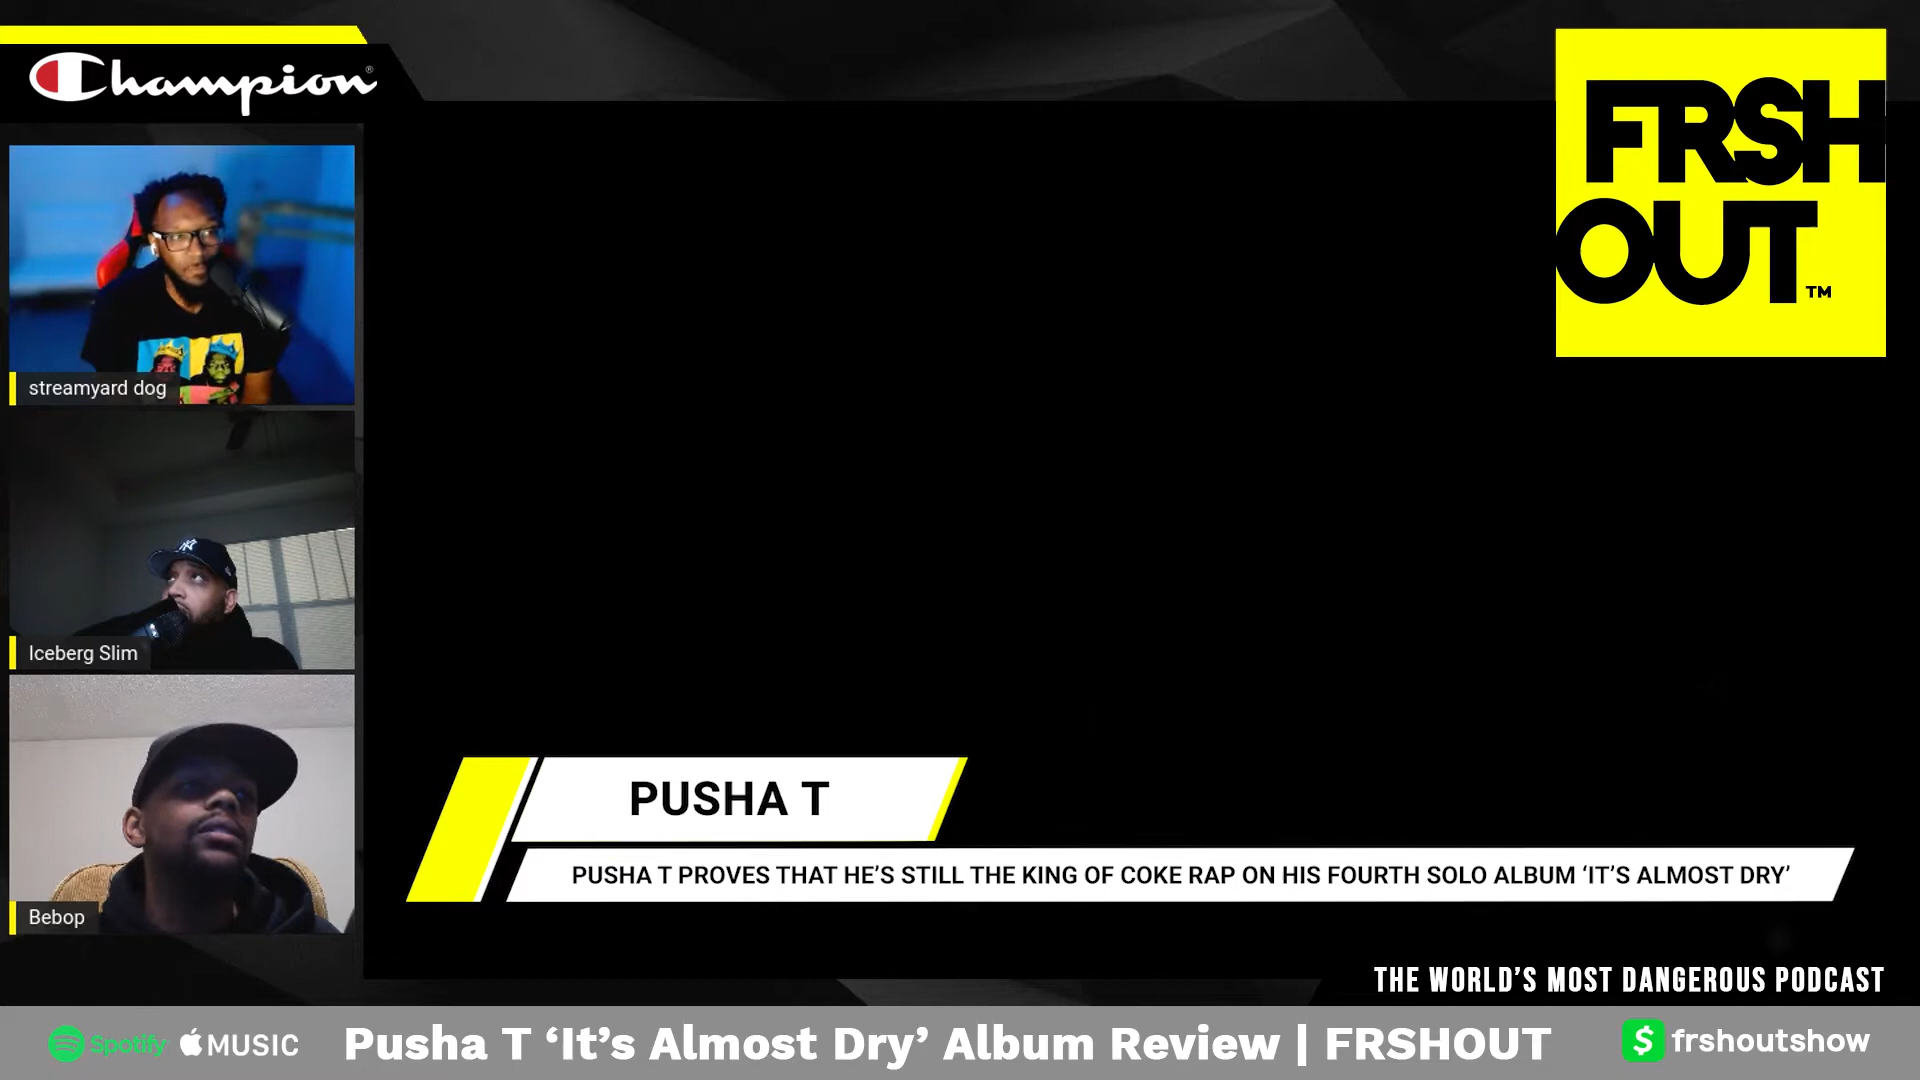 Champion®
FRSH
OUT™
streamyard dog
Iceberg Slim
Bebop
PUSHA T
PUSHA T PROVES THAT HE’S STILL THE KING OF COKE RAP ON HIS FOURTH SOLO ALBUM ‘IT’S ALMOST DRY’
THE WORLD’S MOST DANGEROUS PODCAST
Spotify MUSIC Pusha T ‘It’s Almost Dry’ Album Review | FRSHOUT $ frshoutshow